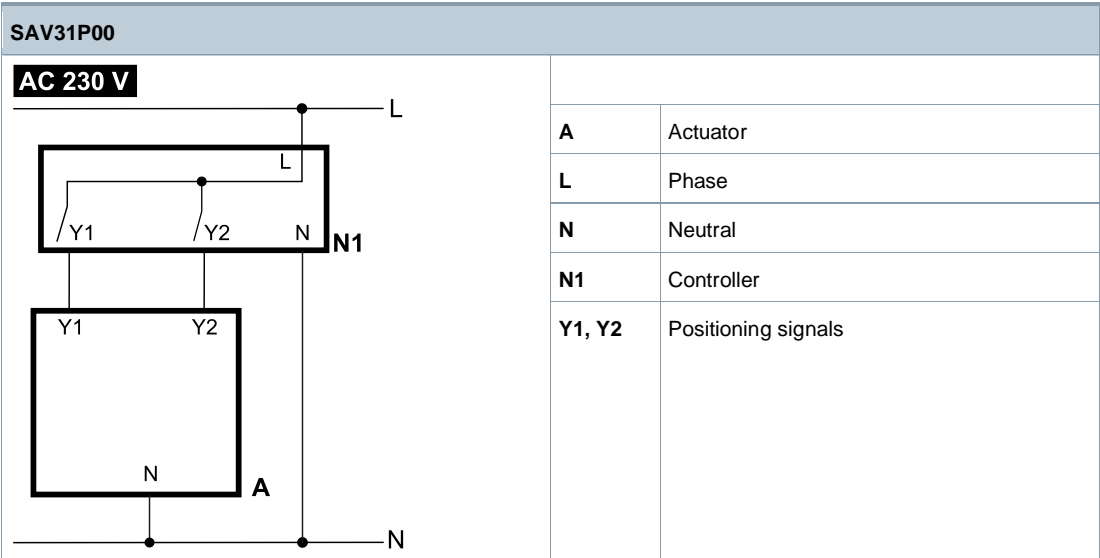 SAV31P00
AC 230 V
L
L
Y1 Y2 N
N1
Y1 Y2
N
A
N
A Actuator
L Phase
N Neutral
N1 Controller
Y1, Y2 Positioning signals